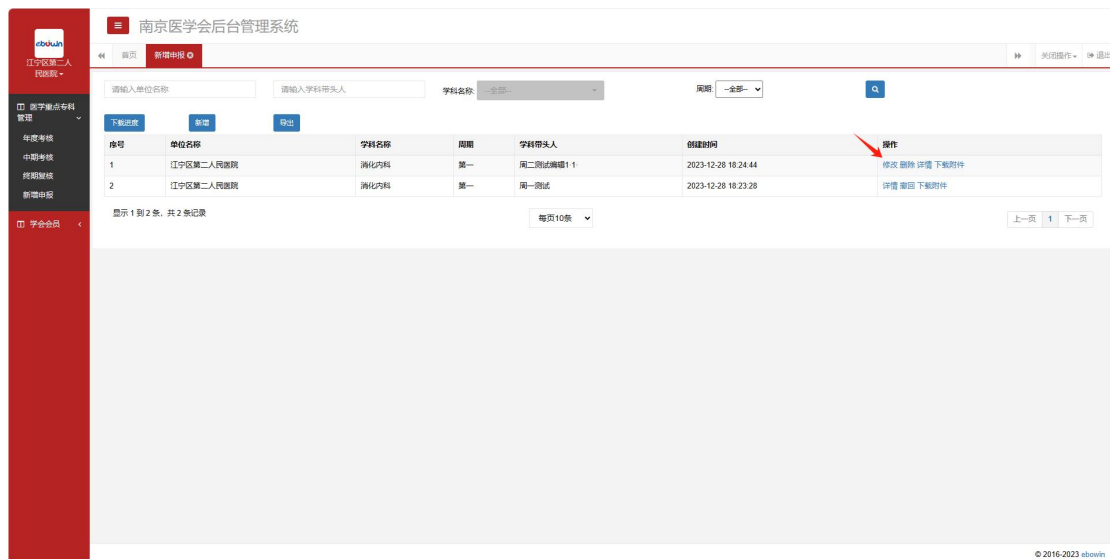 ebowin
江宁区第二人
民医院
医学重点专科
管理
年度考核
中期考核
终期复核
新增申报
学会会员
南京医学会后台管理系统
首页 新增申报
关闭操作 退出
请输入单位名称 请输入学科带头人 学科名称: --全部-- 周期: --全部--
下载进度 新增 导出
序号 单位名称 学科名称 周期 学科带头人 创建时间 操作
1 江宁区第二人民医院 消化内科 第一 周二测试编辑1·1· 2023-12-28 18:24:44 修改 删除 详情 下载附件
2 江宁区第二人民医院 消化内科 第一 周一测试 2023-12-28 18:23:28 详情 撤回 下载附件
显示 1 到 2 条, 共 2 条记录 每页10条 上一页 1 下一页
© 2016-2023 ebowin